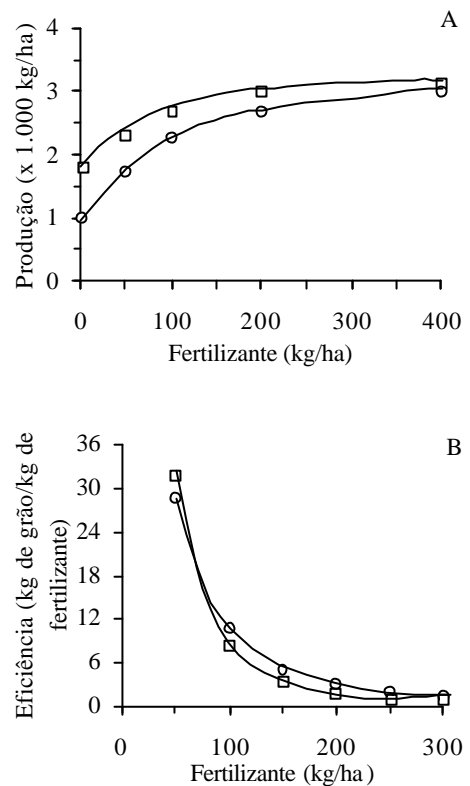 A
Produção (x 1.000 kg/ha)
4
3
2
1
0
0 100 200 300 400
Fertilizante (kg/ha)
B
Eficiência (kg de grão/kg de
fertilizante)
36
30
24
18
12
6
0
0 100 200 300
Fertilizante (kg/ha)